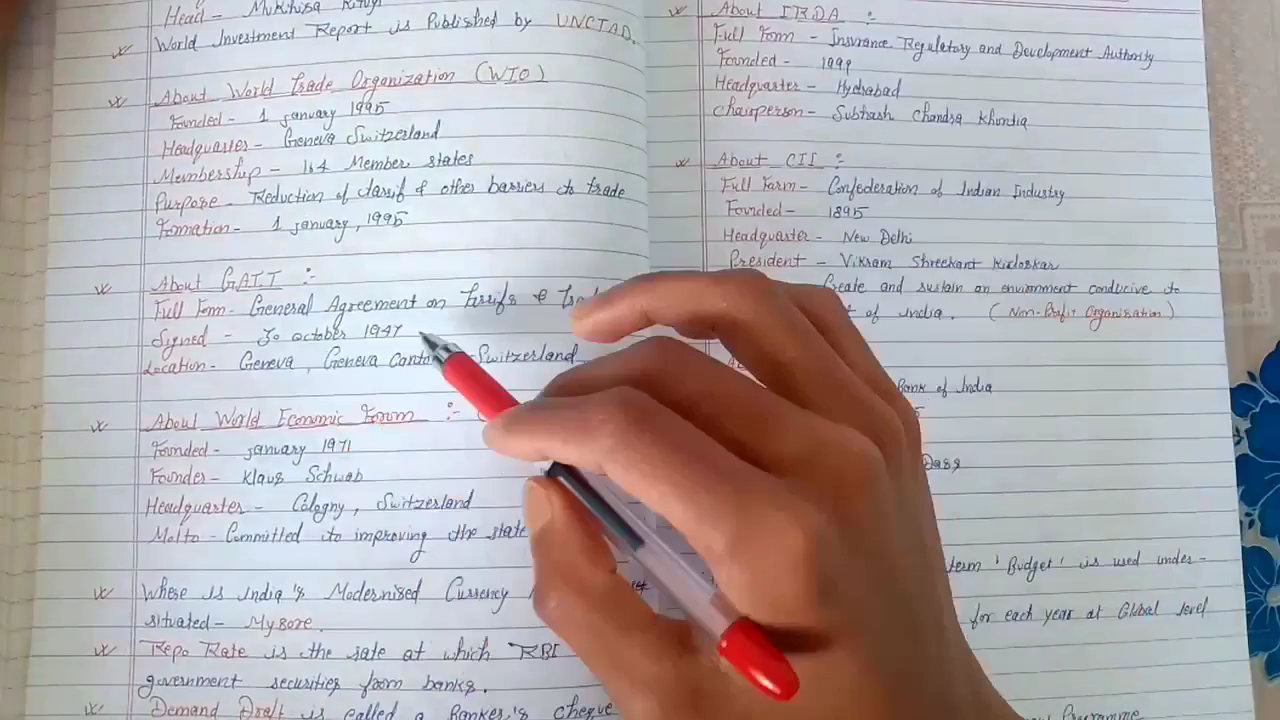 Head - Mukhisa Kituyi
World Investment Report is Published by UNCTAD.
About World Trade Organization (WTO)
Founded - 1 january 1995
Headquarter - Geneva Switzerland
Membership - 164 Member states
Purpose - Reduction of tarrif & other barriers to trade
Formation - 1 january, 1995
About GATT :-
Full Form - General Agreement on Tarrifs & Trad
Signed - 30 october 1947
Location - Geneva, Geneva Canto Switzerland
About World Economic Forum :-
Founded - january 1971
Founder - Klaus Schwab
Headquarter - Cologny, Switzerland
Motto - Committed to improving the state
Where is India's Modernised Currency
situated - Mysore.
Repo Rate is the rate at which RBI
government securities from banks.
Demand Draft is called a Banker's cheque
About IRDA :-
Full Form - Insurance Regulatory and Development Authority
Founded - 1999
Headquarter - Hydrabad
Chairperson - Subhash Chandra Khuntia
About CII :-
Full Farm - Confederation of Indian Industry
Founded - 1895
Headquarter - New Delhi
President - Vikram Shreekant Kirloskar
Create and sustain an environment conducive to
of India. (Non-Profit Organisation)
Bank of India
Dass
term 'Budget' is used under-
for each year at Global level
Programme